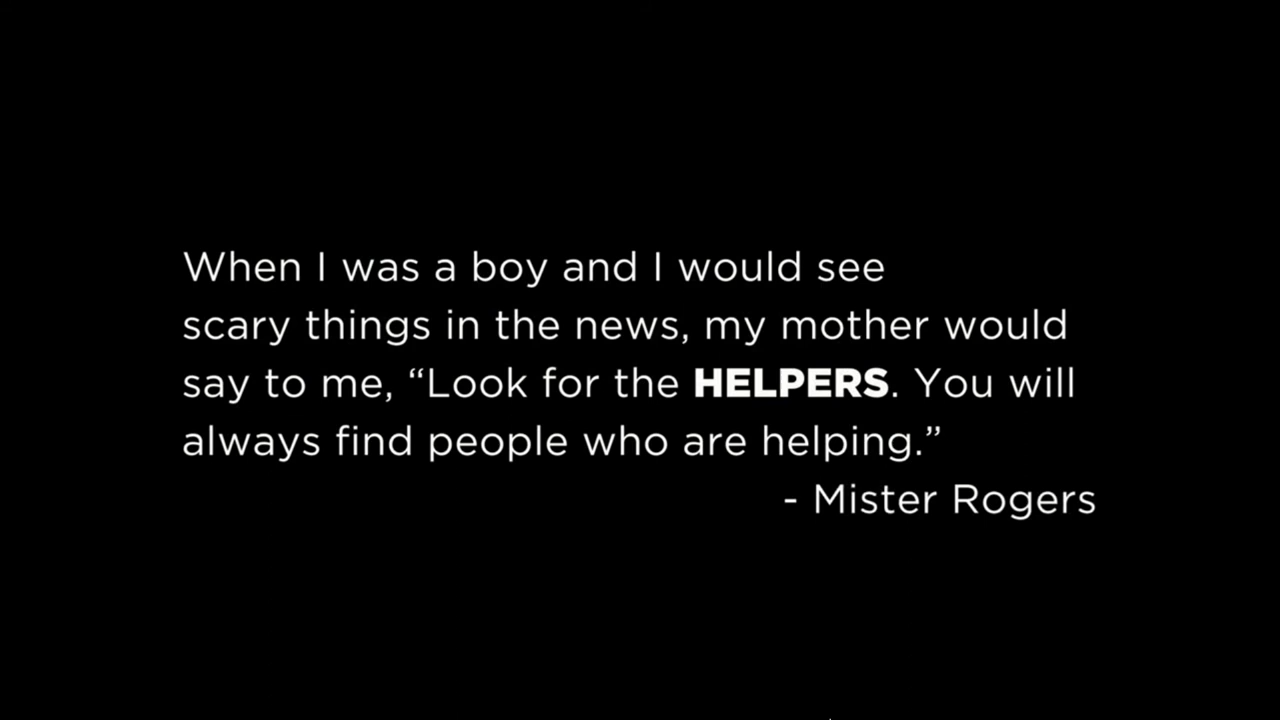 When I was a boy and I would see
scary things in the news, my mother would
say to me, “Look for the HELPERS. You will
always find people who are helping.”
- Mister Rogers